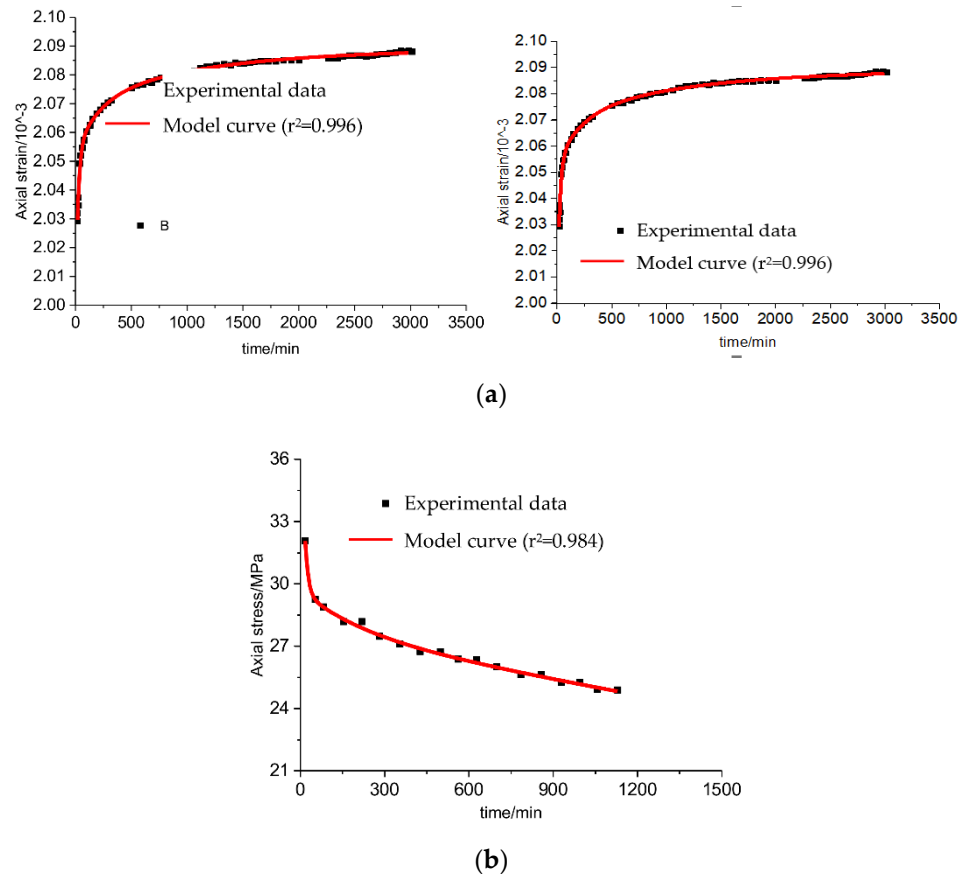 2.10
2.09
2.08
2.07
2.06
2.05
2.04
2.03
2.02
2.01
2.00
Axial strain/10^-3
Experimental data
Model curve (r²=0.996)
B
0 500 1000 1500 2000 2500 3000 3500
time/min
2.10
2.09
2.08
2.07
2.06
2.05
2.04
2.03
2.02
2.01
2.00
Axial strain/10^-3
Experimental data
Model curve (r²=0.996)
0 500 1000 1500 2000 2500 3000 3500
time/min
(a)
36
33
30
27
24
21
Axial stress/MPa
Experimental data
Model curve (r²=0.984)
0 300 600 900 1200 1500
time/min
(b)